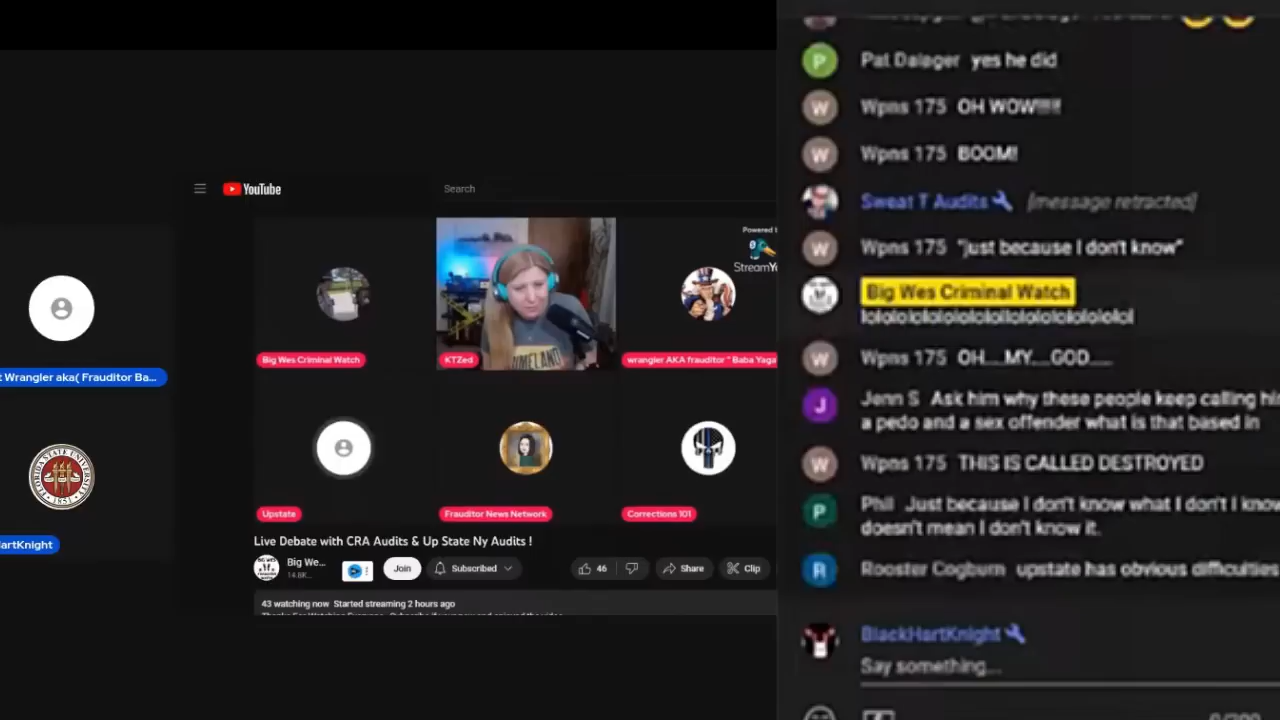 YouTube
Search
Powered b
StreamYo
Big Wes Criminal Watch
KTZed
wrangler AKA frauditor " Baba Yaga
t Wrangler aka( Frauditor Ba...
FLORIDA STATE UNIVERSITY
1851
artKnight
Upstate
Frauditor News Network
Corrections 101
Live Debate with CRA Audits & Up State Ny Audits !
Big We...
14.8K..
Join
Subscribed
46
Share
Clip
43 watching now Started streaming 2 hours ago
Pat Dalager yes he did
Wpns 175 OH WOW!!!!!
Wpns 175 BOOM!
Sweat T Audits [message retracted]
Wpns 175 "just because I don't know"
Big Wes Criminal Watch
lolololololololololollolololololololol
Wpns 175 OH....MY....GOD.....
Jenn S Ask him why these people keep calling hi
a pedo and a sex offender what is that based in
Wpns 175 THIS IS CALLED DESTROYED
Phil Just because I don't know what I don't I know
doesn't mean I don't know it.
Rooster Cogburn upstate has obvious difficulties
BlackHartKnight
Say something...